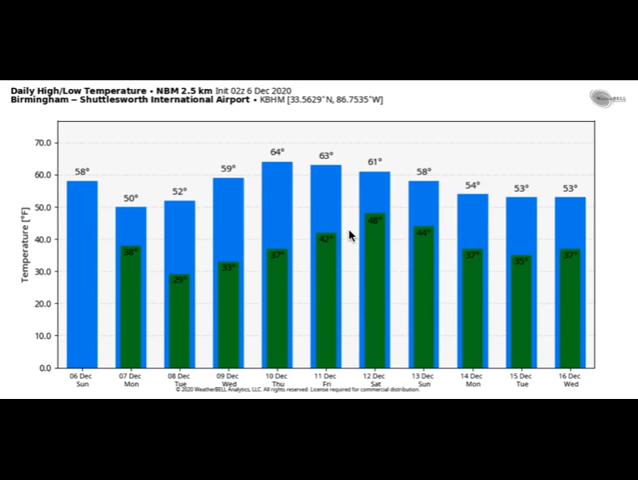 Daily High/Low Temperature • NBM 2.5 km Init 02z 6 Dec 2020
Birmingham − Shuttlesworth International Airport • KBHM [33.5629°N, 86.7535°W]
WeatherBELL
Temperature [°F]
70.0
60.0
50.0
40.0
30.0
20.0
10.0
0.0
58° 50° 52° 59° 64° 63° 61° 58° 54° 53° 53°
38° 29° 33° 37° 42° 48° 44° 37° 35° 37°
06 Dec 07 Dec 08 Dec 09 Dec 10 Dec 11 Dec 12 Dec 13 Dec 14 Dec 15 Dec 16 Dec
Sun Mon Tue Wed Thu Fri Sat Sun Mon Tue Wed
© 2020 WeatherBELL Analytics, LLC. All rights reserved. License required for commercial distribution.